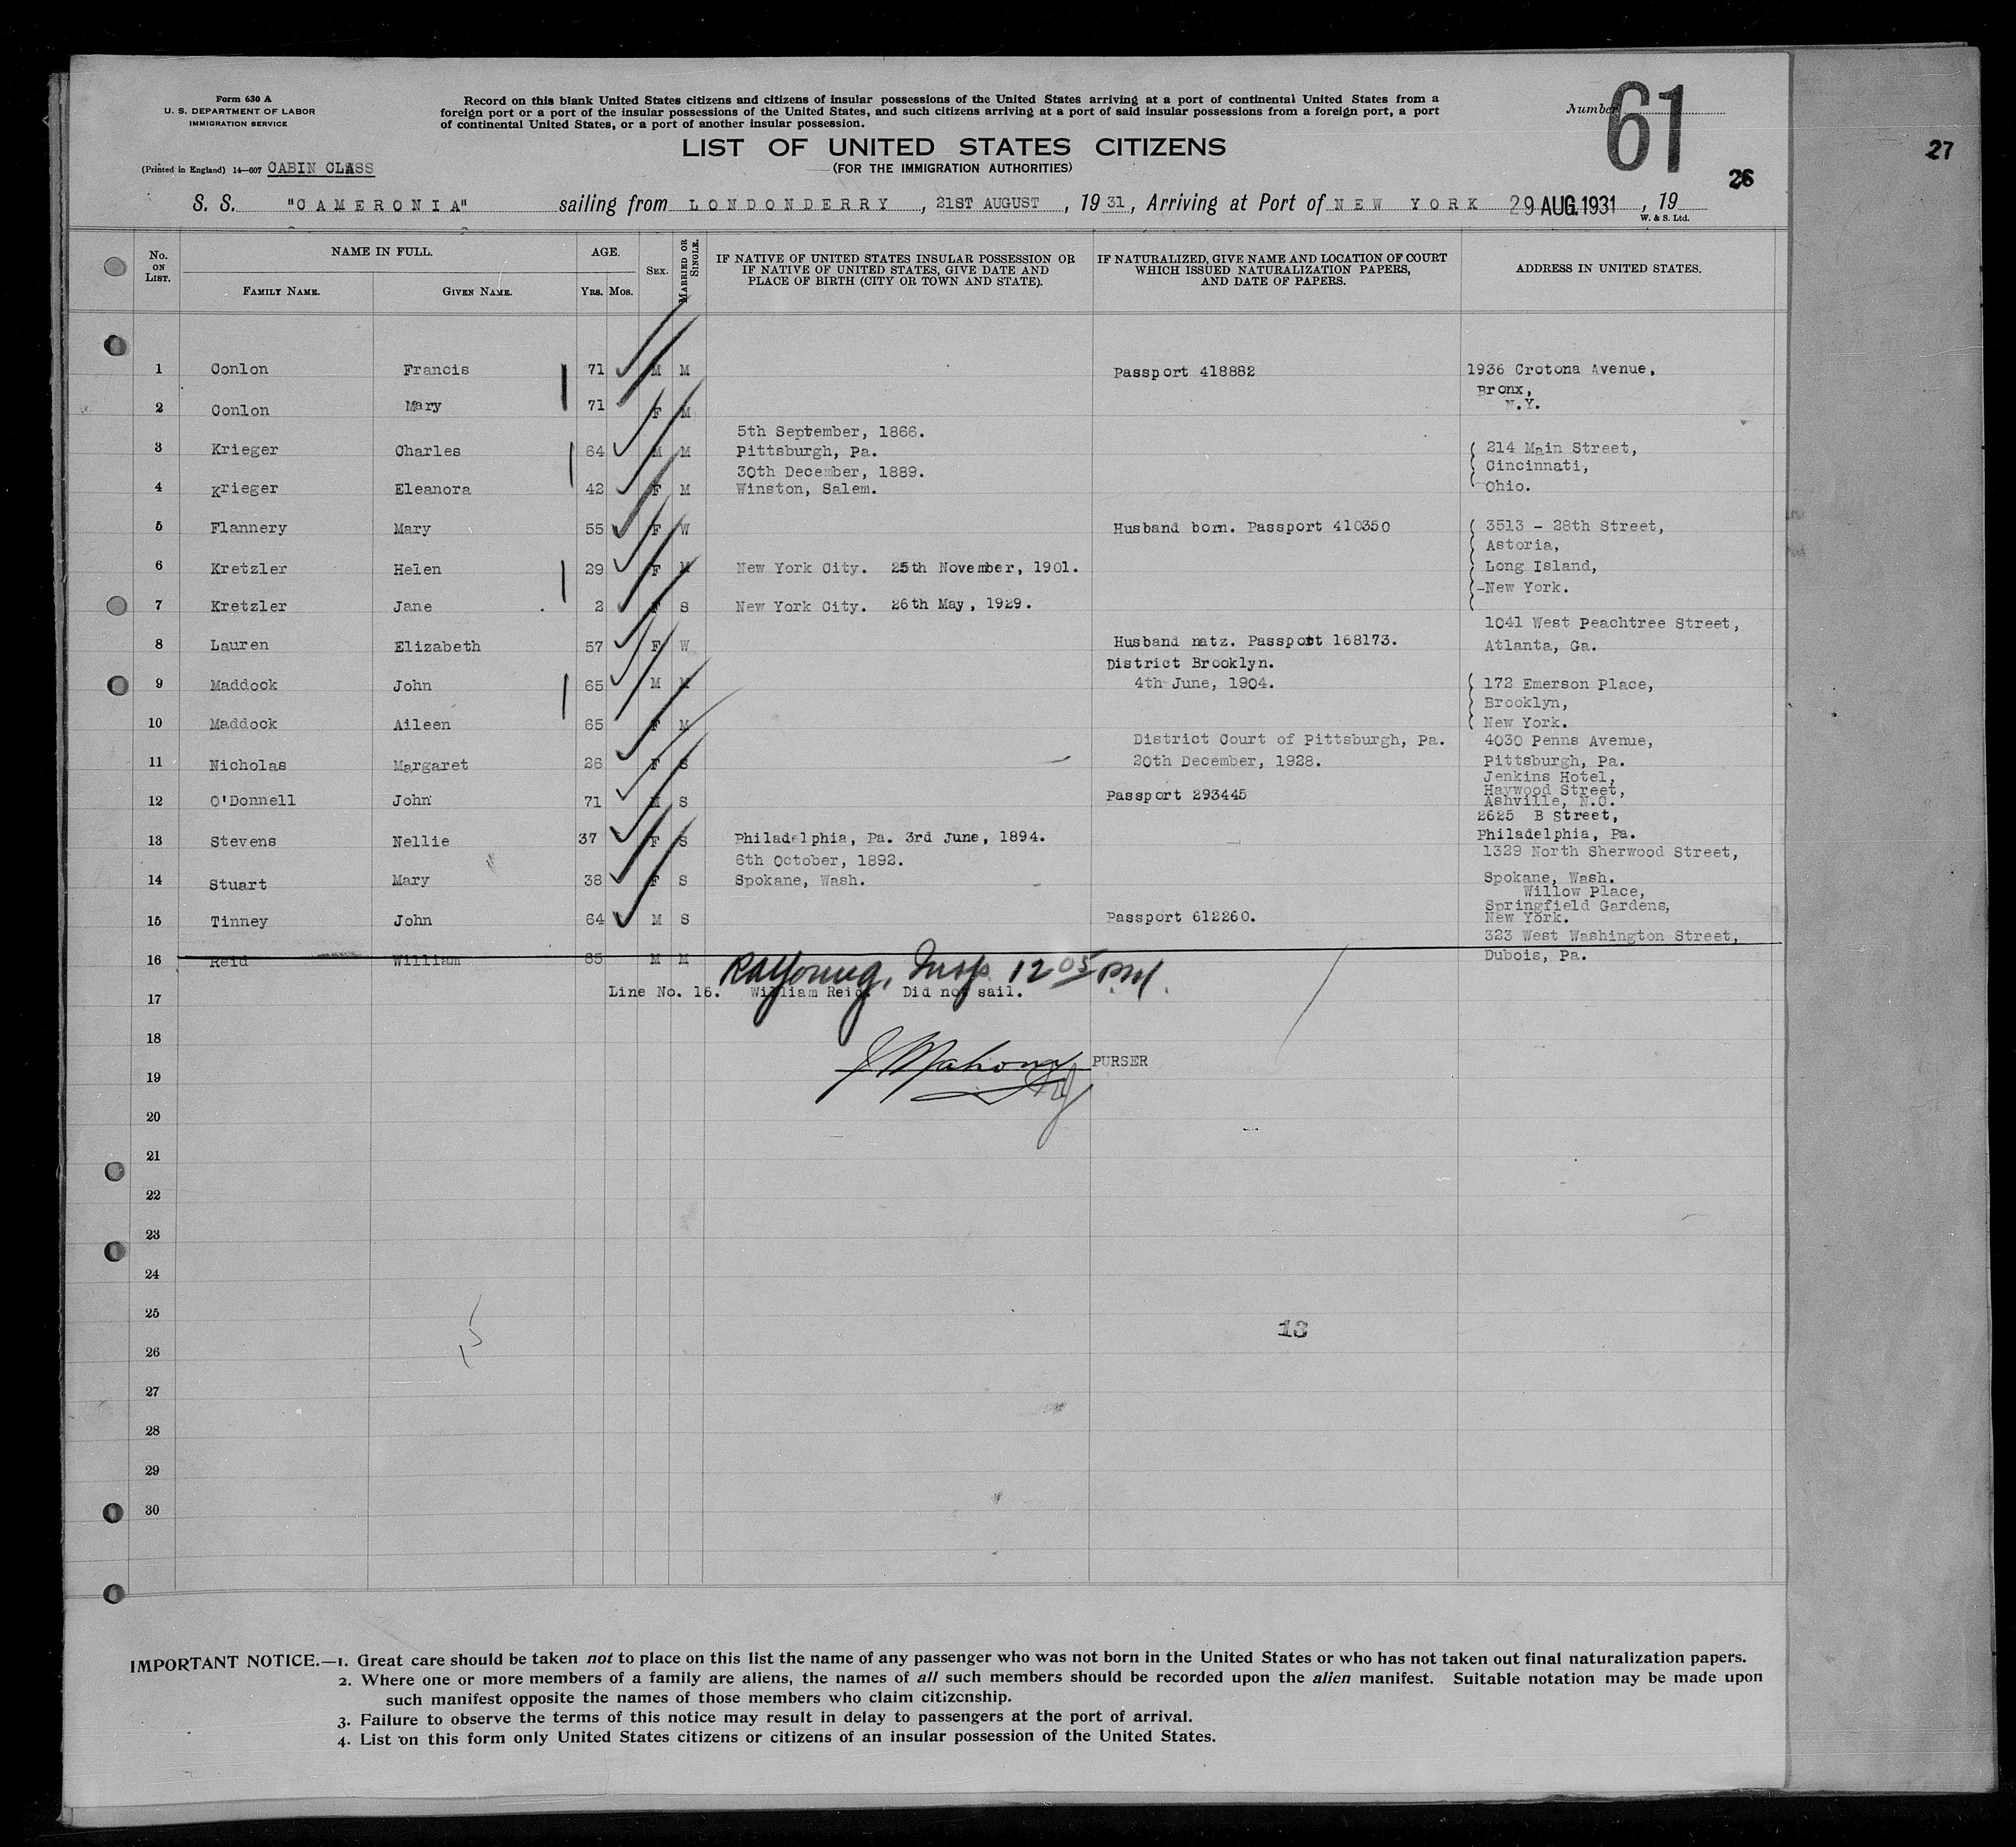 Form 630 A
U. S. DEPARTMENT OF LABOR
IMMIGRATION SERVICE
Record on this blank United States citizens and citizens of insular possessions of the United States arriving at a port of continental United States from a
foreign port or a port of the insular possessions of the United States, and such citizens arriving at a port of said insular possessions from a foreign port, a port
of continental United States, or a port of another insular possession.
Number 61
27
LIST OF UNITED STATES CITIZENS
(Printed in England) 14—607 CABIN CLASS
(FOR THE IMMIGRATION AUTHORITIES)
26
S. S. "CAMERONIA" sailing from LONDONDERRY, 21ST AUGUST, 1931, Arriving at Port of NEW YORK 29 AUG. 1931, 19
W. & S. Ltd.
No. ON LIST. NAME IN FULL. AGE. SEX. MARRIED OR SINGLE. IF NATIVE OF UNITED STATES INSULAR POSSESSION OR IF NATIVE OF UNITED STATES, GIVE DATE AND PLACE OF BIRTH (CITY OR TOWN AND STATE). IF NATURALIZED, GIVE NAME AND LOCATION OF COURT WHICH ISSUED NATURALIZATION PAPERS, AND DATE OF PAPERS. ADDRESS IN UNITED STATES.
FAMILY NAME. GIVEN NAME. YRS. MOS.
1 Conlon Francis 71 M M Passport 418882 1936 Crotona Avenue,
Bronx,
2 Conlon Mary 71 F M N.Y.
5th September, 1866.
3 Krieger Charles 64 M M Pittsburgh, Pa. 214 Main Street,
30th December, 1889. Cincinnati,
4 Krieger Eleanora 42 F M Winston, Salem. Ohio.
5 Flannery Mary 55 F W Husband born. Passport 410350 3513 - 28th Street,
Astoria,
6 Kretzler Helen 29 F M New York City. 25th November, 1901. Long Island,
New York.
7 Kretzler Jane 2 F S New York City. 26th May, 1929.
1041 West Peachtree Street,
8 Lauren Elizabeth 57 F W Husband natz. Passport 168173. Atlanta, Ga.
District Brooklyn.
9 Maddock John 65 M M 4th June, 1904. 172 Emerson Place,
Brooklyn,
10 Maddock Aileen 65 F M New York.
District Court of Pittsburgh, Pa. 4030 Penns Avenue,
11 Nicholas Margaret 26 F S 20th December, 1928. Pittsburgh, Pa.
Jenkins Hotel,
Haywood Street,
12 O'Donnell John 71 M S Passport 293445 Ashville, N.C.
2625 B Street,
13 Stevens Nellie 37 F S Philadelphia, Pa. 3rd June, 1894. Philadelphia, Pa.
6th October, 1892. 1329 North Sherwood Street,
14 Stuart Mary 38 F S Spokane, Wash. Spokane, Wash.
Willow Place,
Springfield Gardens,
15 Tinney John 64 M S Passport 612260. New York.
323 West Washington Street,
16 Reid William 65 M M Dubois, Pa.
Insp. 12 05 P.M.
17 Line No. 16. William Reid. Did not sail.
18
J Mahony PURSER
19
20
21
22
23
24
25
13
26
27
28
29
30
IMPORTANT NOTICE.—1. Great care should be taken not to place on this list the name of any passenger who was not born in the United States or who has not taken out final naturalization papers.
2. Where one or more members of a family are aliens, the names of all such members should be recorded upon the alien manifest. Suitable notation may be made upon
such manifest opposite the names of those members who claim citizenship.
3. Failure to observe the terms of this notice may result in delay to passengers at the port of arrival.
4. List on this form only United States citizens or citizens of an insular possession of the United States.